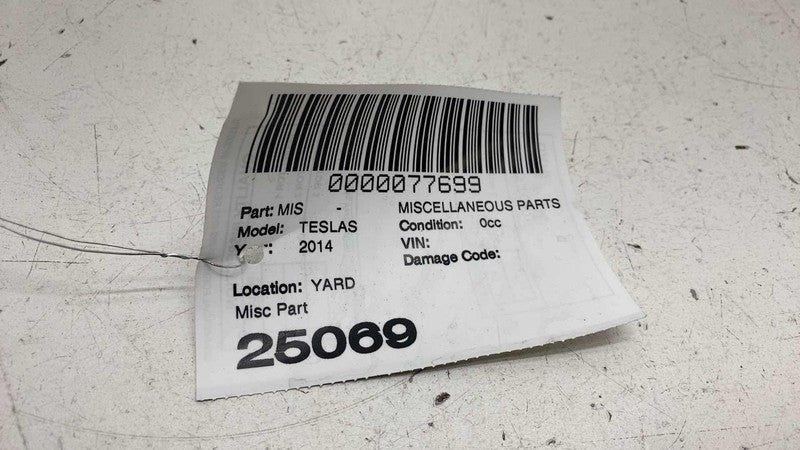 0000077699
Part: MIS - MISCELLANEOUS PARTS
Model: TESLAS Condition: 0cc
2014 VIN:
Damage Code:
Location: YARD
Misc Part
25069